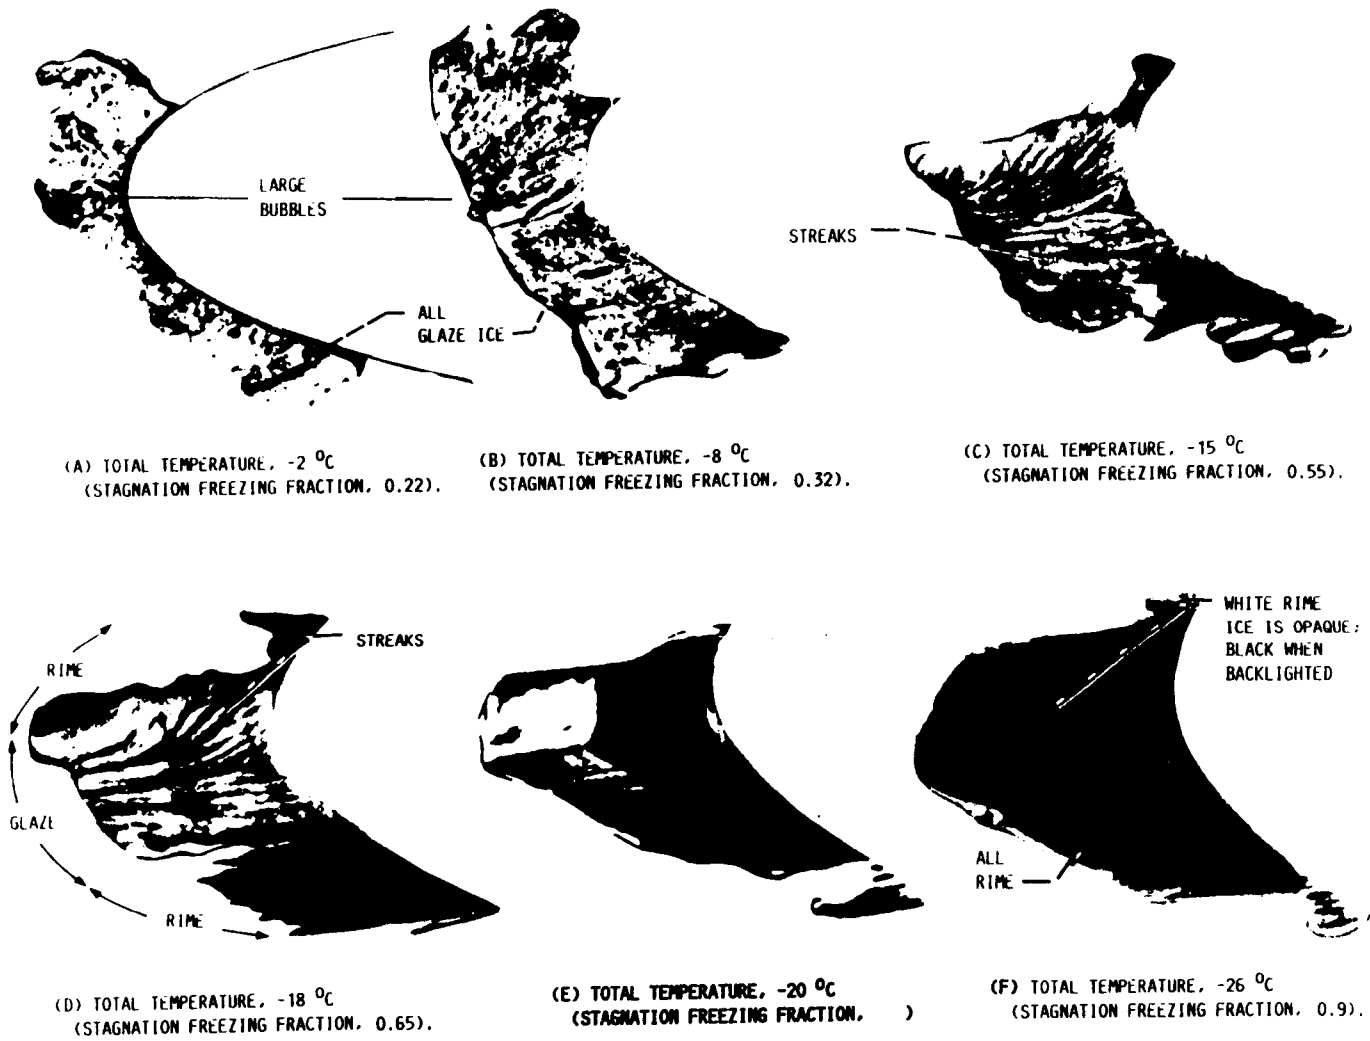 LARGE
BUBBLES
ALL
GLAZE ICE
STREAKS
(A) TOTAL TEMPERATURE, -2 °C
(STAGNATION FREEZING FRACTION, 0.22).
(B) TOTAL TEMPERATURE, -8 °C
(STAGNATION FREEZING FRACTION, 0.32).
(C) TOTAL TEMPERATURE, -15 °C
(STAGNATION FREEZING FRACTION, 0.55).
RIME
STREAKS
GLAZE
RIME
WHITE RIME
ICE IS OPAQUE;
BLACK WHEN
BACKLIGHTED
ALL
RIME
(D) TOTAL TEMPERATURE, -18 °C
(STAGNATION FREEZING FRACTION, 0.65).
(E) TOTAL TEMPERATURE, -20 °C
(STAGNATION FREEZING FRACTION, )
(F) TOTAL TEMPERATURE, -26 °C
(STAGNATION FREEZING FRACTION, 0.9).